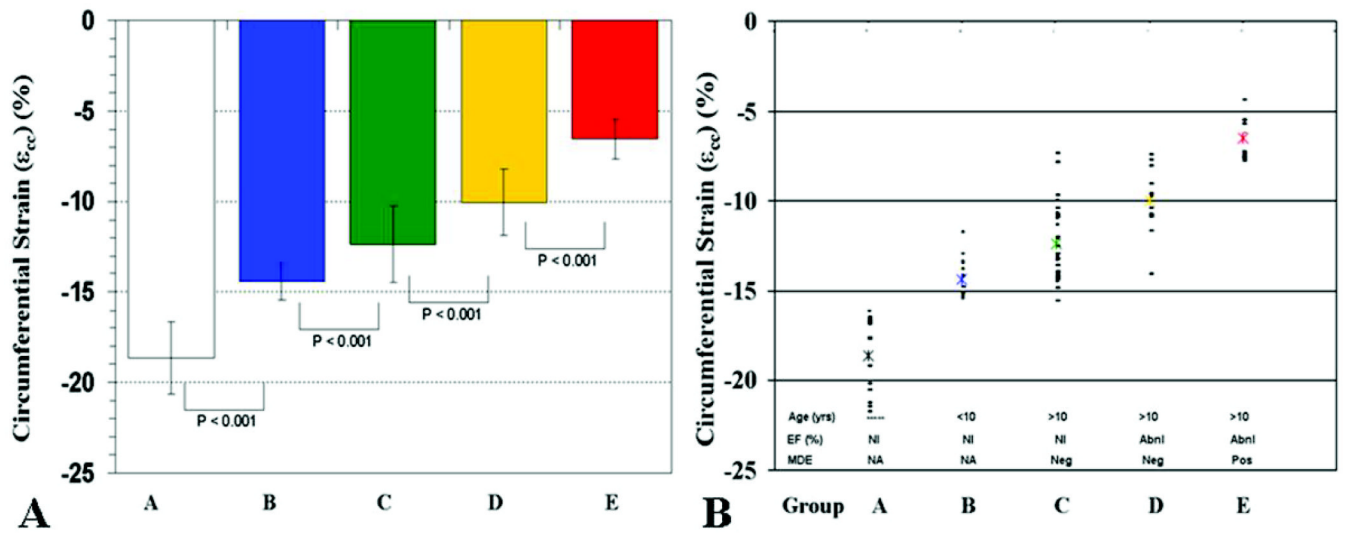 0
-5
-10
-15
-20
-25
Circumferential Strain (εcc) (%)
P < 0.001
P < 0.001
P < 0.001
P < 0.001
A B C D E
A
0
-5
-10
-15
-20
-25
Circumferential Strain (εcc) (%)
Age (yrs) ---- <10 >10 >10 >10
EF (%) Nl Nl Nl Abnl Abnl
MDE NA NA Neg Neg Pos
Group A B C D E
B